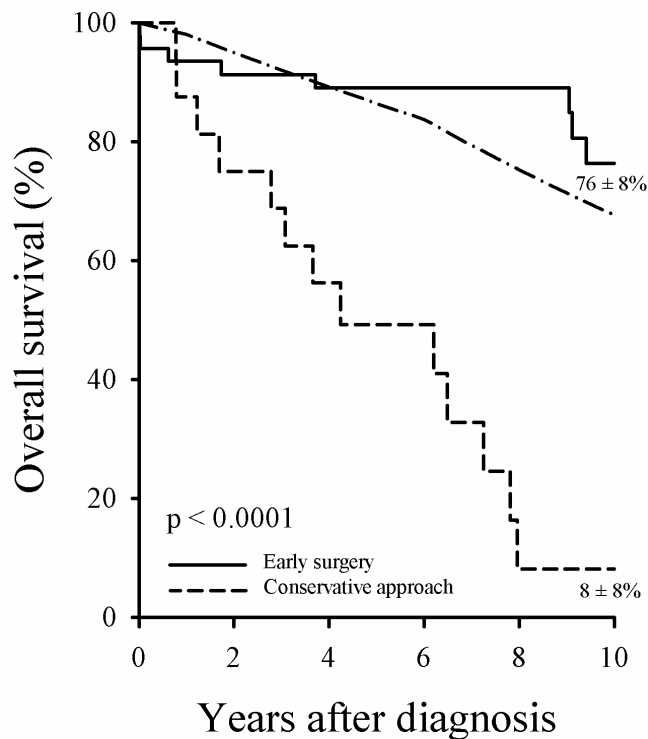 100
80
60
40
20
0
Overall survival (%)
76 ± 8%
p < 0.0001
Early surgery
Conservative approach
8 ± 8%
0 2 4 6 8 10
Years after diagnosis